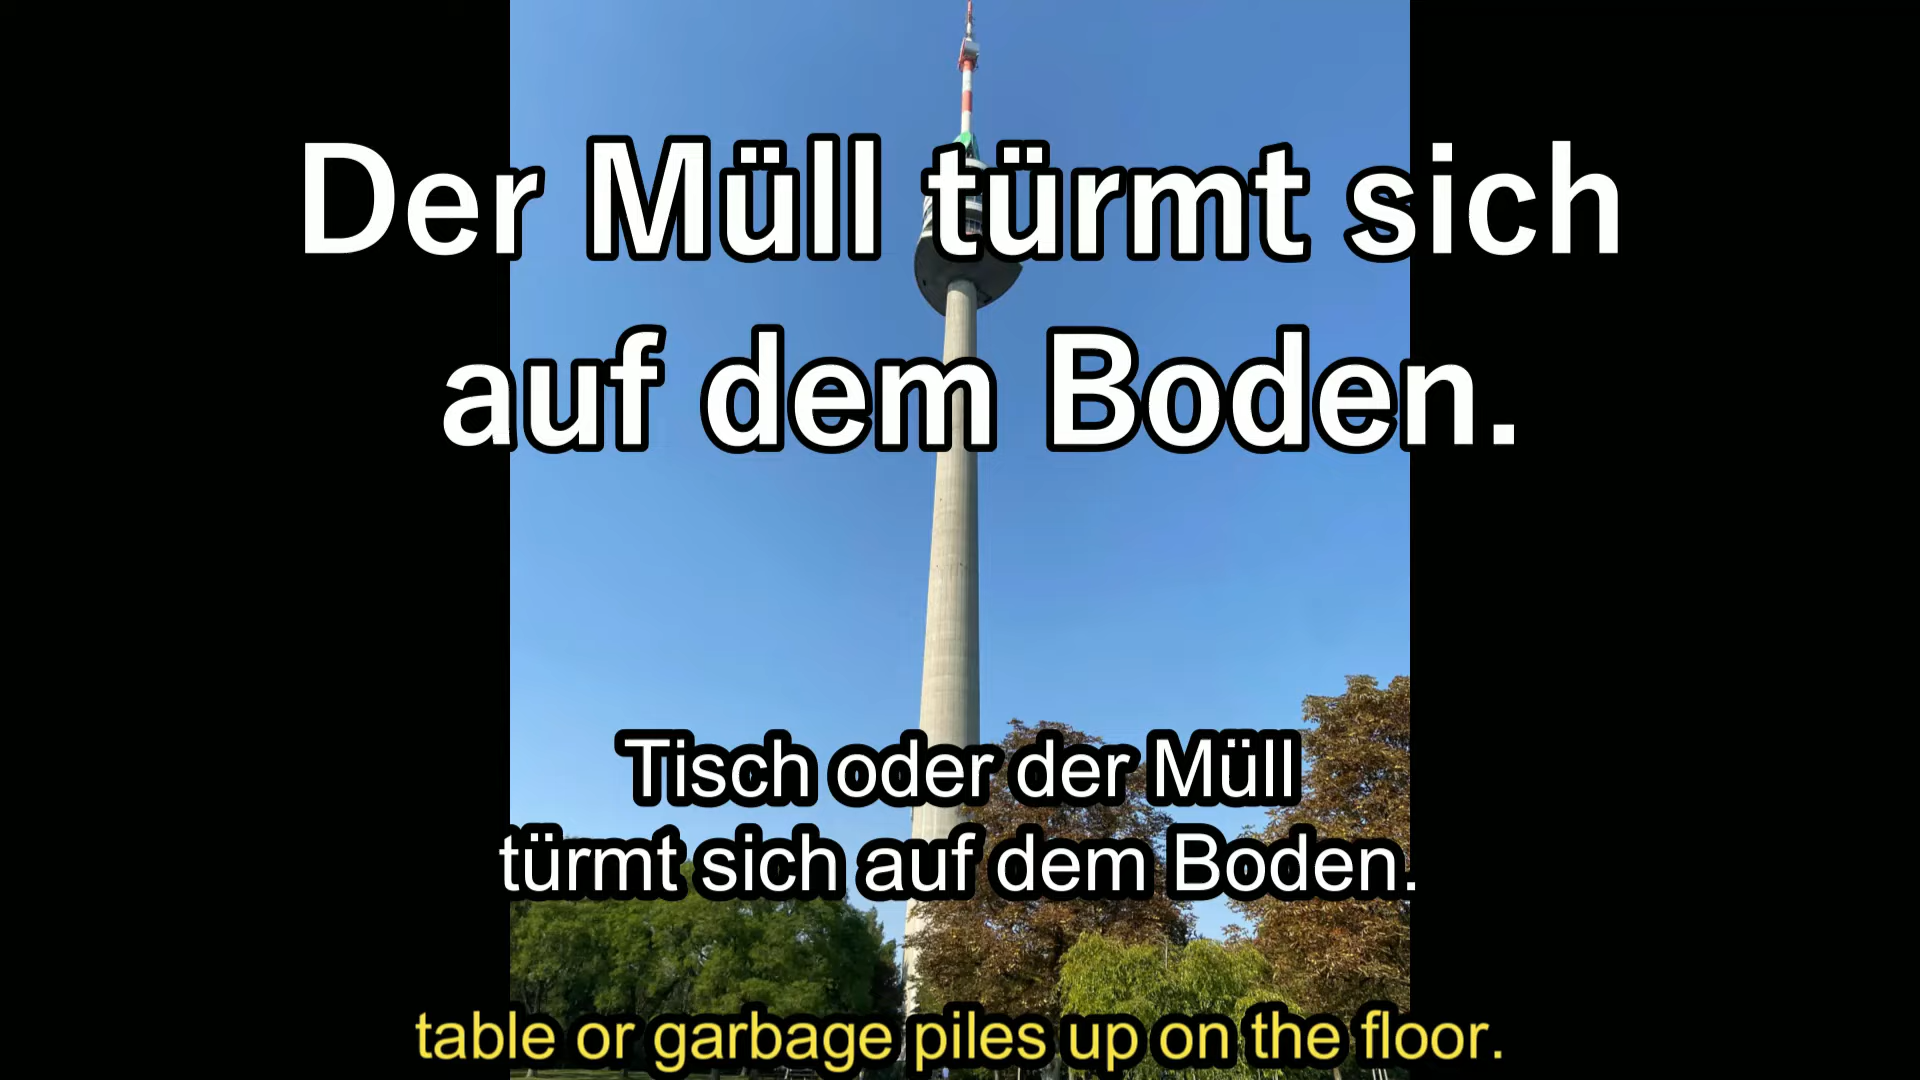 Der Müll türmt sich
auf dem Boden.
Tisch oder der Müll
türmt sich auf dem Boden.
table or garbage piles up on the floor.